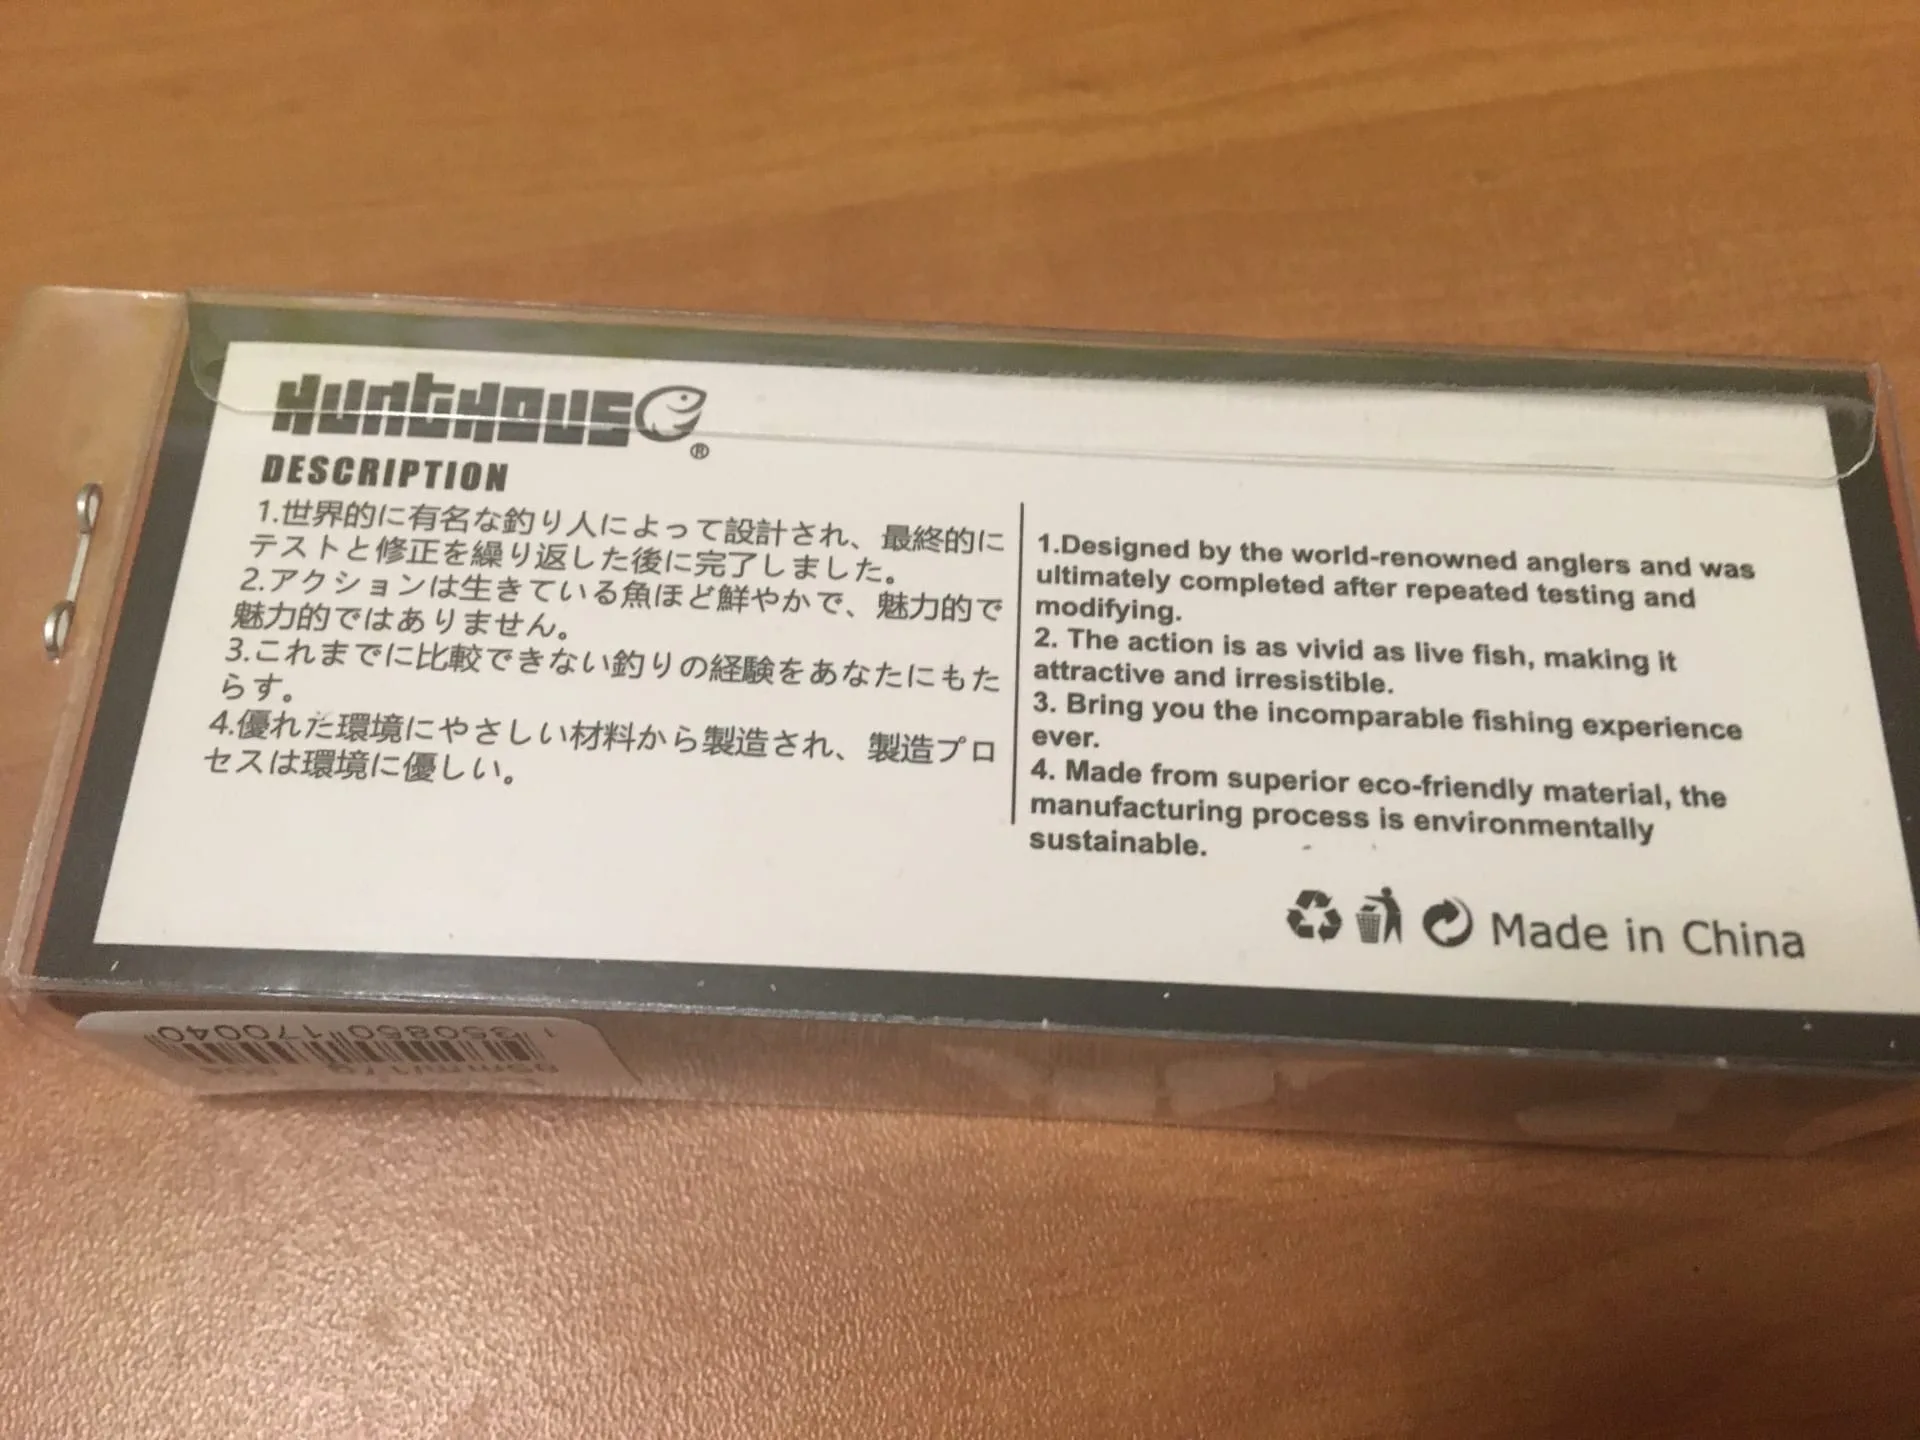 HUNTHOUSE
®
DESCRIPTION
1.世界的に有名な釣り人によって設計され、最終的に
テストと修正を繰り返した後に完了しました。
2.アクションは生きている魚ほど鮮やかで、魅力的で
魅力的ではありません。
3.これまでに比較できない釣りの経験をあなたにもた
らす。
4.優れた環境にやさしい材料から製造され、製造プロ
セスは環境に優しい。
1.Designed by the world-renowned anglers and was
ultimately completed after repeated testing and
modifying.
2. The action is as vivid as live fish, making it
attractive and irresistible.
3. Bring you the incomparable fishing experience
ever.
4. Made from superior eco-friendly material, the
manufacturing process is environmentally
sustainable.
Made in China
1 350850 170040